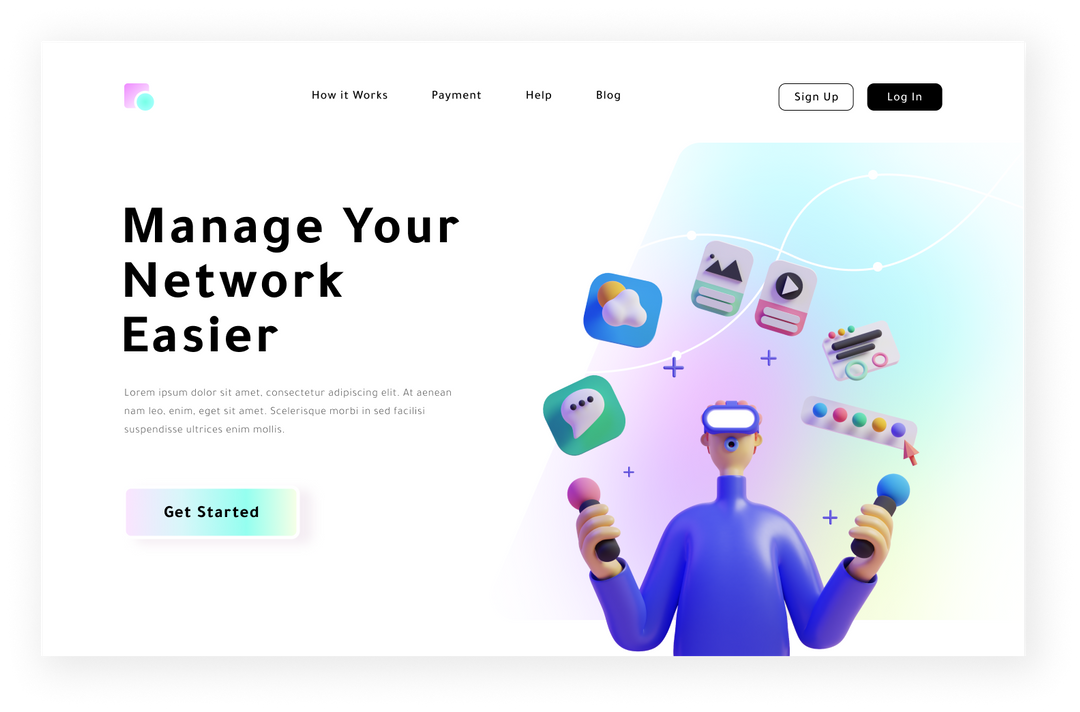 How it Works Payment Help Blog Sign Up Log In
Manage Your
Network
Easier
Lorem ipsum dolor sit amet, consectetur adipiscing elit. At aenean
nam leo, enim, eget sit amet. Scelerisque morbi in sed facilisi
suspendisse ultrices enim mollis.
Get Started